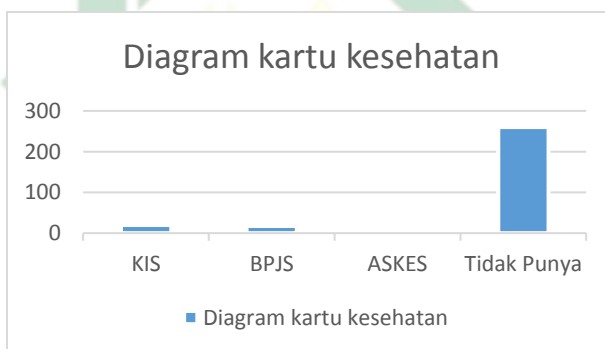 Diagram kartu kesehatan
300
200
100
0
KIS BPJS ASKES Tidak Punya
Diagram kartu kesehatan